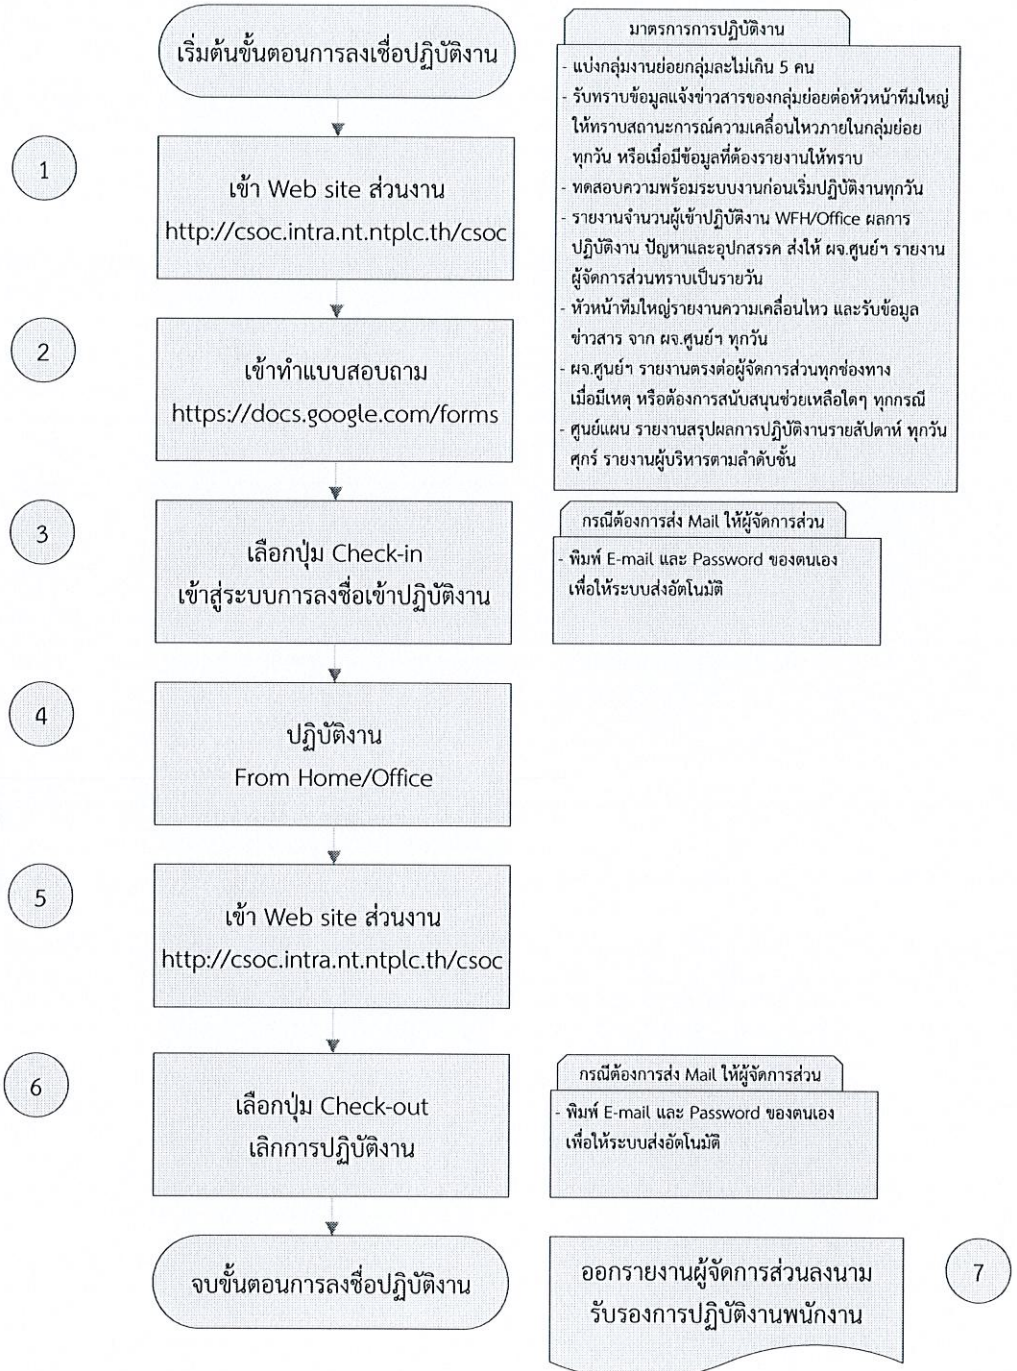 เริ่มต้นขั้นตอนการลงเชื่อปฏิบัติงาน
มาตรการการปฏิบัติงาน
- แบ่งกลุ่มงานย่อยกลุ่มละไม่เกิน 5 คน
- รับทราบข้อมูลแจ้งข่าวสารของกลุ่มย่อยต่อหัวหน้าทีมใหญ่
ให้ทราบสถานะการณ์ความเคลื่อนไหวภายในกลุ่มย่อย
ทุกวัน หรือเมื่อมีข้อมูลที่ต้องรายงานให้ทราบ
- ทดสอบความพร้อมระบบงานก่อนเริ่มปฏิบัติงานทุกวัน
- รายงานจำนวนผู้เข้าปฏิบัติงาน WFH/Office ผลการ
ปฏิบัติงาน ปัญหาและอุปกสรรค ส่งให้ ผจ.ศูนย์ฯ รายงาน
ผู้จัดการส่วนทราบเป็นรายวัน
- หัวหน้าทีมใหญ่รายงานความเคลื่อนไหว และรับข้อมูล
ข่าวสาร จาก ผจ.ศูนย์ฯ ทุกวัน
- ผจ.ศูนย์ฯ รายงานตรงต่อผู้จัดการส่วนทุกช่องทาง
เมื่อมีเหตุ หรือต้องการสนับสนุนช่วยเหลือใดๆ ทุกกรณี
- ศูนย์แผน รายงานสรุปผลการปฏิบัติงานรายสัปดาห์ ทุกวัน
ศุกร์ รายงานผู้บริหารตามลำดับชั้น
1
เข้า Web site ส่วนงาน
http://csoc.intra.nt.ntplc.th/csoc
2
เข้าทำแบบสอบถาม
https://docs.google.com/forms
3
เลือกปุ่ม Check-in
เข้าสู่ระบบการลงชื่อเข้าปฏิบัติงาน
กรณีต้องการส่ง Mail ให้ผู้จัดการส่วน
- พิมพ์ E-mail และ Password ของตนเอง
เพื่อให้ระบบส่งอัตโนมัติ
4
ปฏิบัติงาน
From Home/Office
5
เข้า Web site ส่วนงาน
http://csoc.intra.nt.ntplc.th/csoc
6
เลือกปุ่ม Check-out
เลิกการปฏิบัติงาน
กรณีต้องการส่ง Mail ให้ผู้จัดการส่วน
- พิมพ์ E-mail และ Password ของตนเอง
เพื่อให้ระบบส่งอัตโนมัติ
จบขั้นตอนการลงชื่อปฏิบัติงาน
ออกรายงานผู้จัดการส่วนลงนาม
รับรองการปฏิบัติงานพนักงาน
7